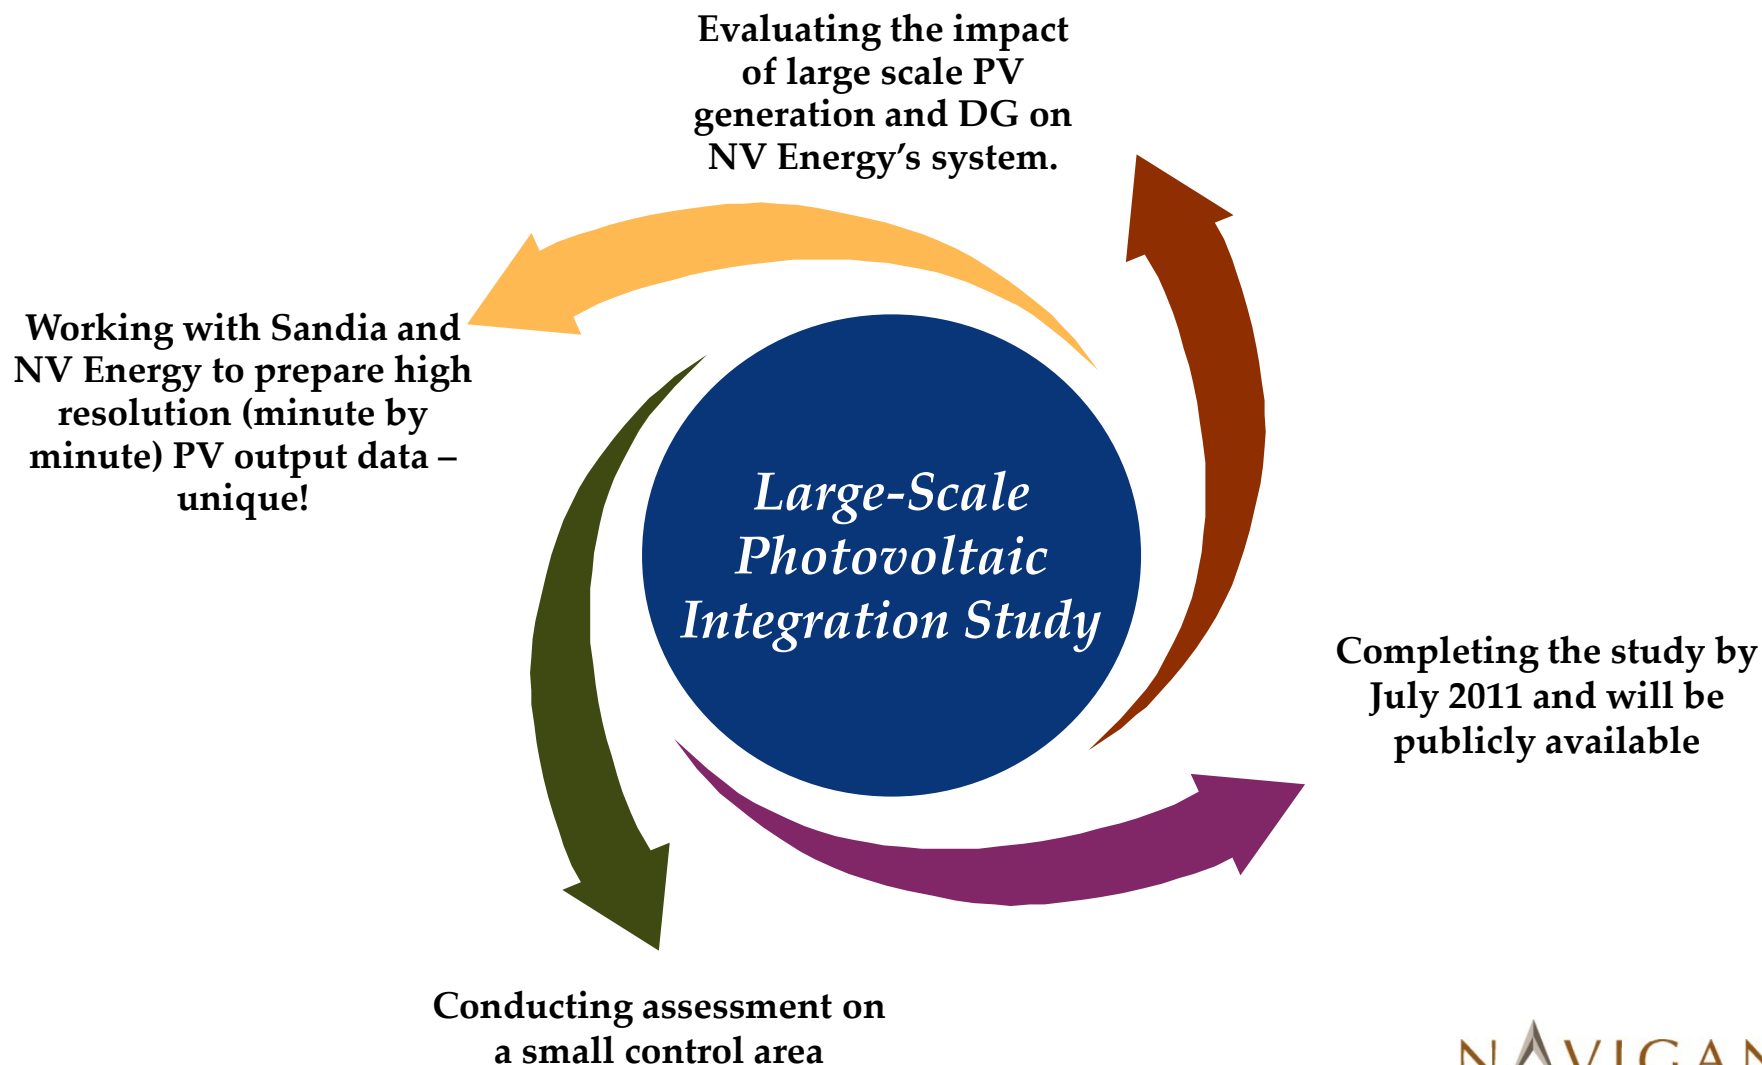 Evaluating the impact
of large scale PV
generation and DG on
NV Energy’s system.
Working with Sandia and
NV Energy to prepare high
resolution (minute by
minute) PV output data –
unique!
Large-Scale
Photovoltaic
Integration Study
Completing the study by
July 2011 and will be
publicly available
Conducting assessment on
a small control area
NAVIGAN